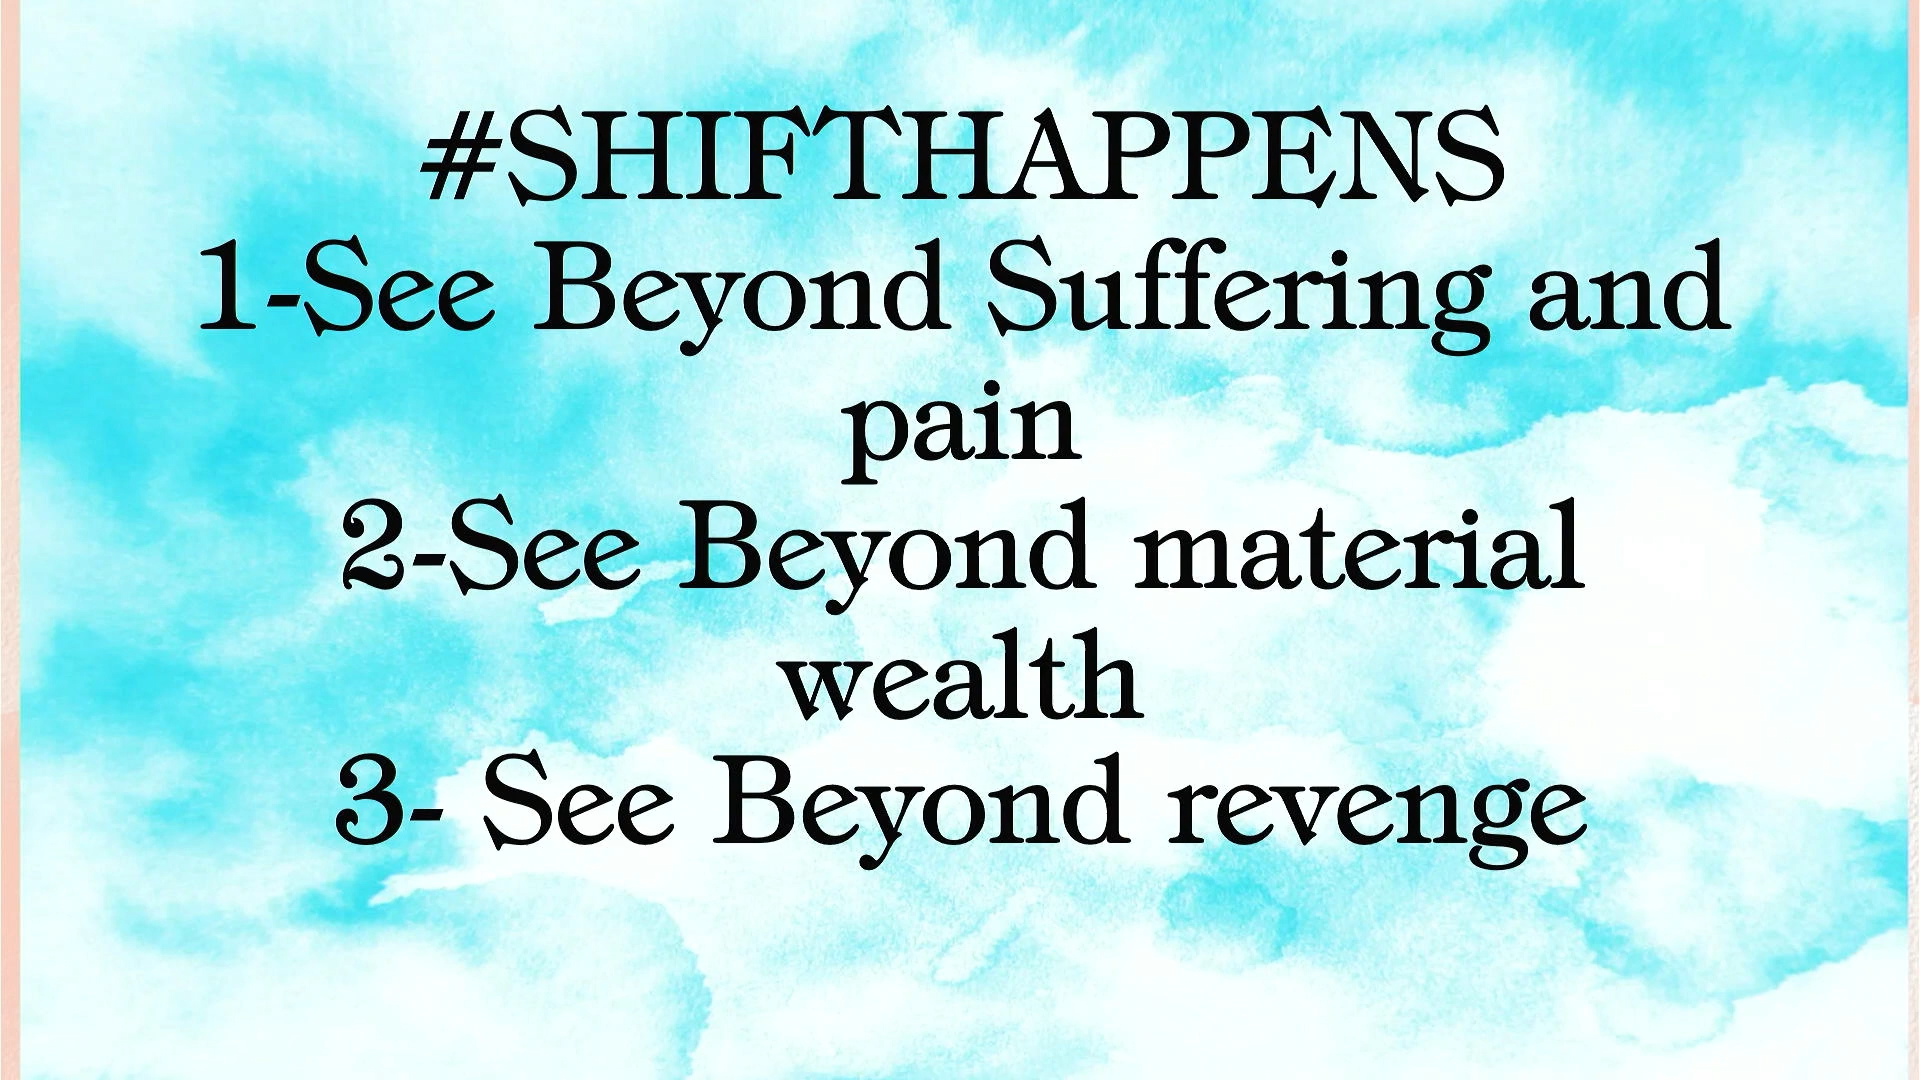 #SHIFTHAPPENS
1-See Beyond Suffering and
pain
2-See Beyond material
wealth
3- See Beyond revenge